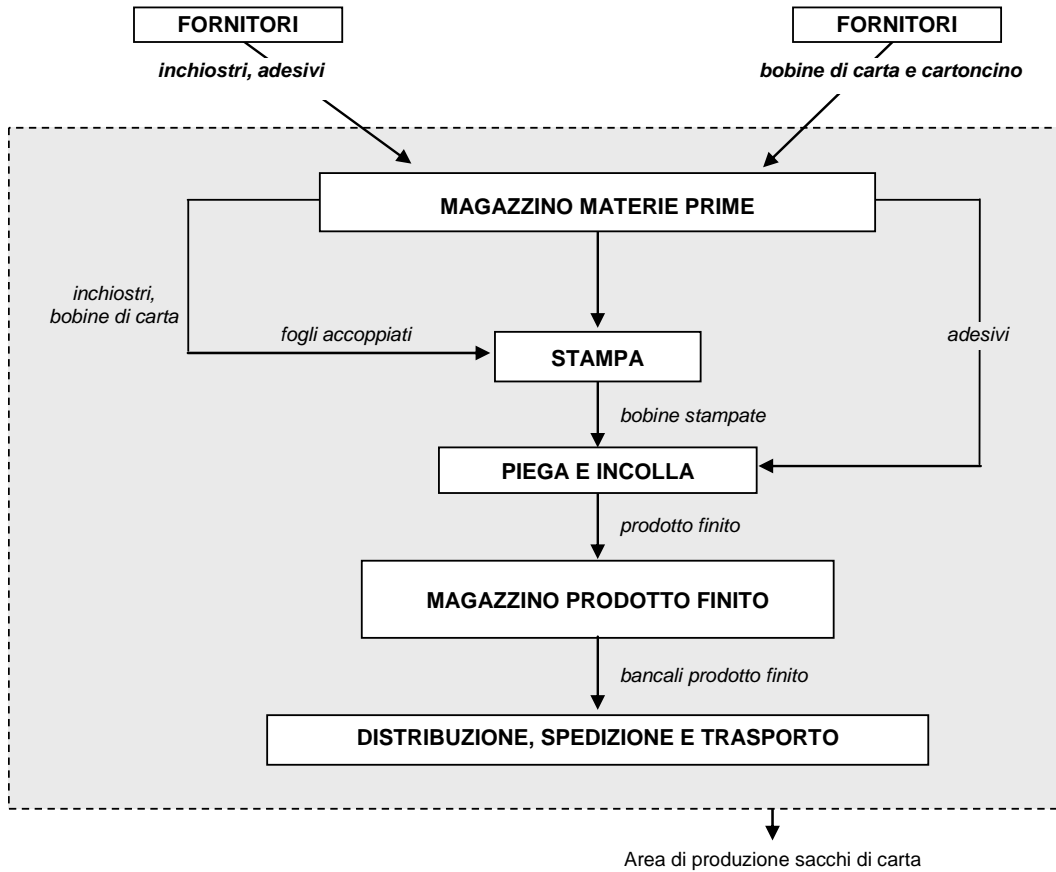 FORNITORI
FORNITORI
inchiostri, adesivi
bobine di carta e cartoncino
MAGAZZINO MATERIE PRIME
inchiostri,
bobine di carta
fogli accoppiati
adesivi
STAMPA
bobine stampate
PIEGA E INCOLLA
prodotto finito
MAGAZZINO PRODOTTO FINITO
bancali prodotto finito
DISTRIBUZIONE, SPEDIZIONE E TRASPORTO
Area di produzione sacchi di carta